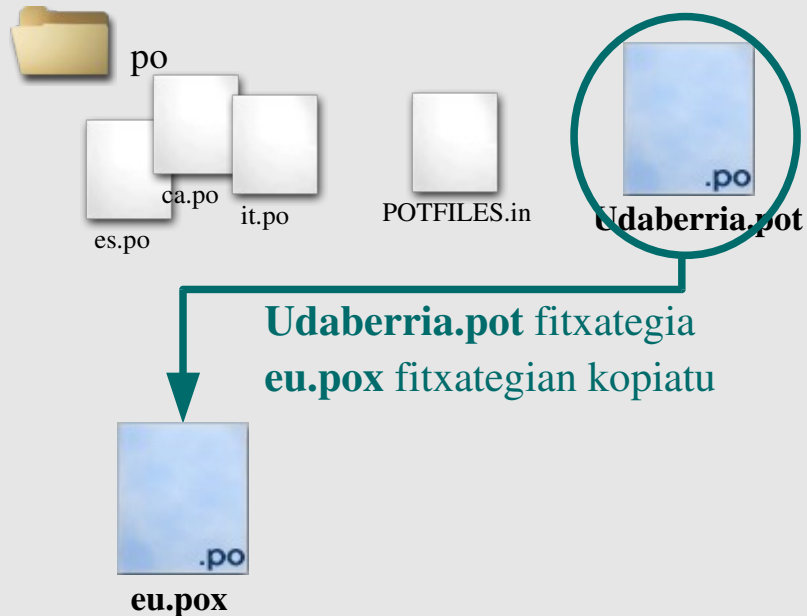 po
es.po
ca.po
it.po
POTFILES.in
.po
Udaberria.pot
Udaberria.pot fitxategia
eu.pox fitxategian kopiatu
.po
eu.pox